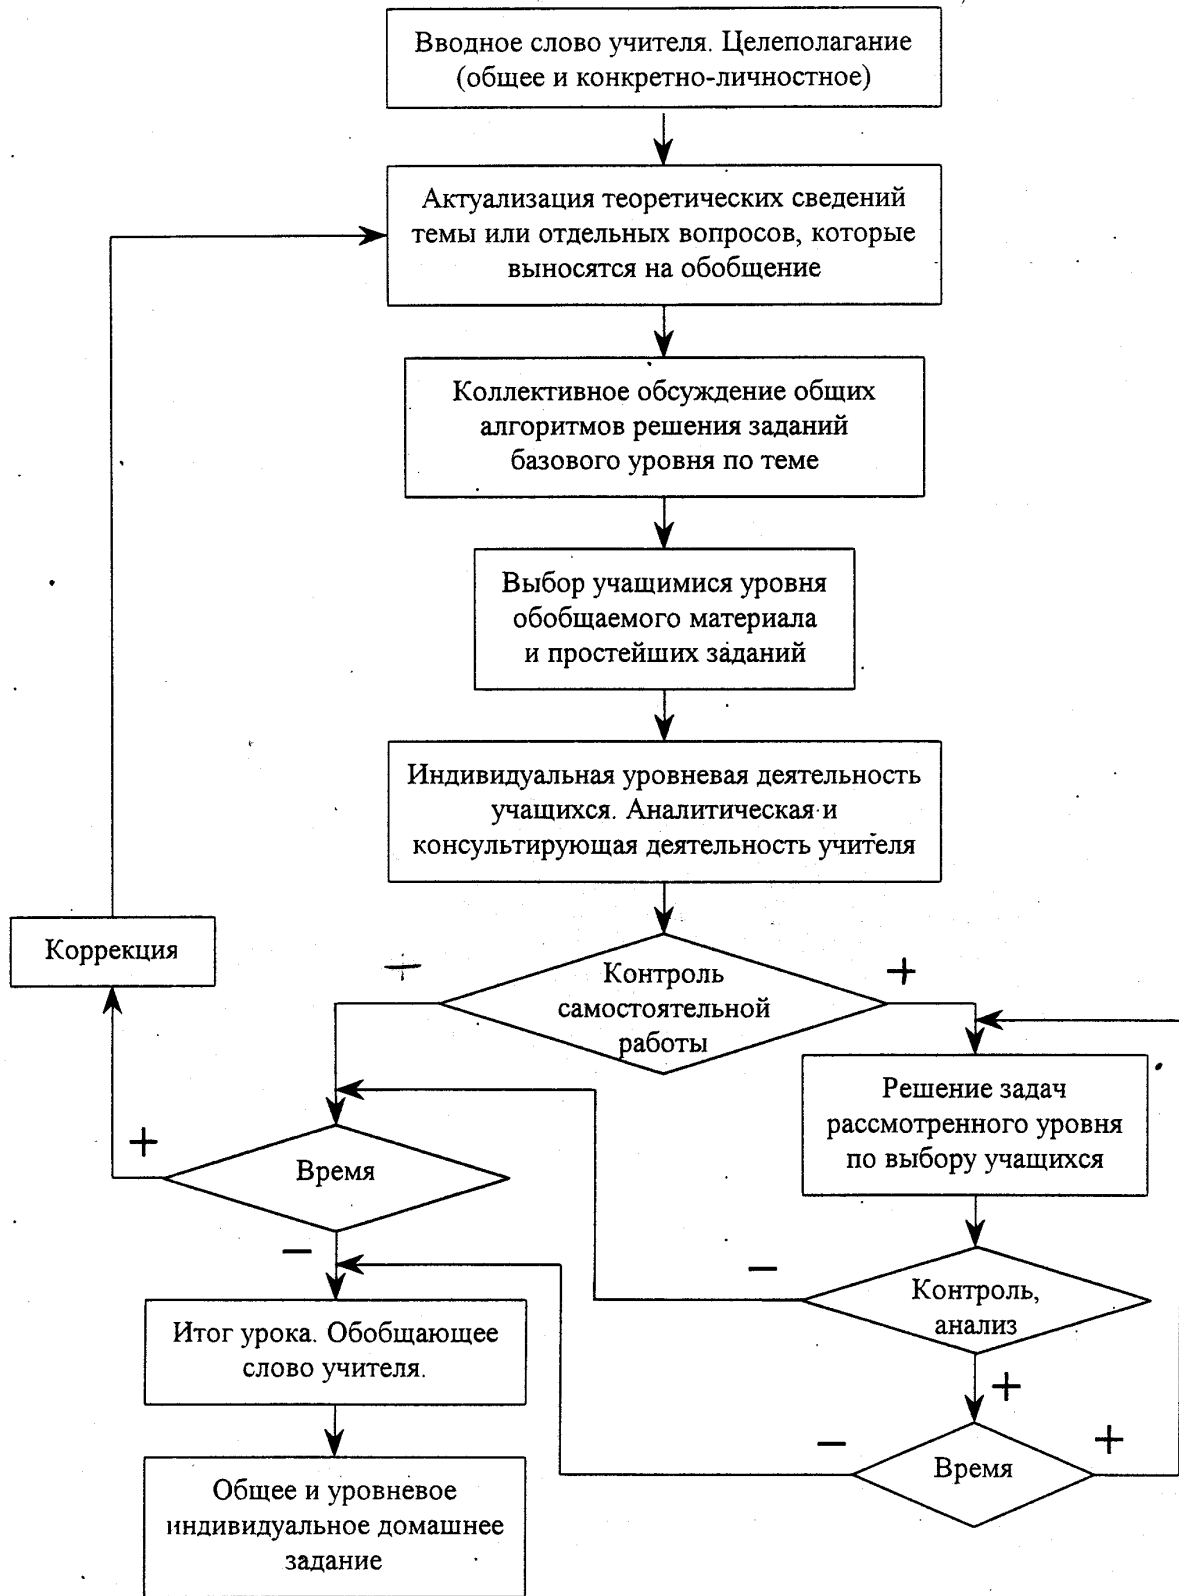 Вводное слово учителя. Целеполагание
(общее и конкретно-личностное)
Актуализация теоретических сведений
темы или отдельных вопросов, которые
выносятся на обобщение
Коллективное обсуждение общих
алгоритмов решения заданий
базового уровня по теме
Выбор учащимися уровня
обобщаемого материала
и простейших заданий
Индивидуальная уровневая деятельность
учащихся. Аналитическая и
консультирующая деятельность учителя
Коррекция
−
Контроль
самостоятельной
работы
+
Решение задач
рассмотренного уровня
по выбору учащихся
+
Время
−
−
Контроль,
анализ
+
Итог урока. Обобщающее
слово учителя.
−
Время
+
Общее и уровневое
индивидуальное домашнее
задание